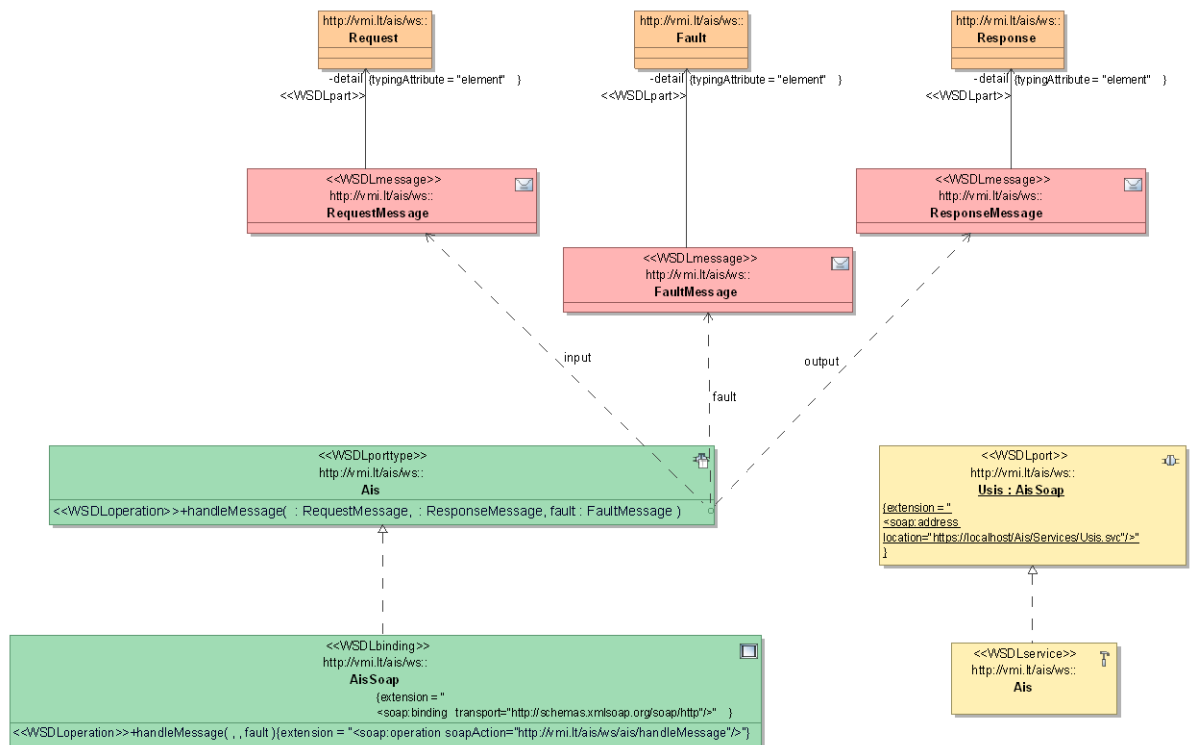 http://vmi.lt/ais/ws::
Request
http://vmi.lt/ais/ws::
Fault
http://vmi.lt/ais/ws::
Response
-detail {typingAttribute = "element" }
<<WSDLpart>>
-detail {typingAttribute = "element" }
<<WSDLpart>>
-detail {typingAttribute = "element" }
<<WSDLpart>>
<<WSDLmessage>>
http://vmi.lt/ais/ws::
RequestMessage
<<WSDLmessage>>
http://vmi.lt/ais/ws::
ResponseMessage
<<WSDLmessage>>
http://vmi.lt/ais/ws::
FaultMessage
input
output
fault
<<WSDLporttype>>
http://vmi.lt/ais/ws::
Ais
<<WSDLoperation>>+handleMessage( : RequestMessage, : ResponseMessage, fault : FaultMessage )
<<WSDLport>>
http://vmi.lt/ais/ws::
Usis : AisSoap
{extension = "
<soap:address
location="https://localhost/Ais/Services/Usis.svc"/>"
}
<<WSDLbinding>>
http://vmi.lt/ais/ws::
AisSoap
{extension = "
<soap:binding transport="http://schemas.xmlsoap.org/soap/http"/>" }
<<WSDLoperation>>+handleMessage( , , fault ){extension = "<soap:operation soapAction="http://vmi.lt/ais/ws/ais/handleMessage"/>"}
<<WSDLservice>>
http://vmi.lt/ais/ws::
Ais